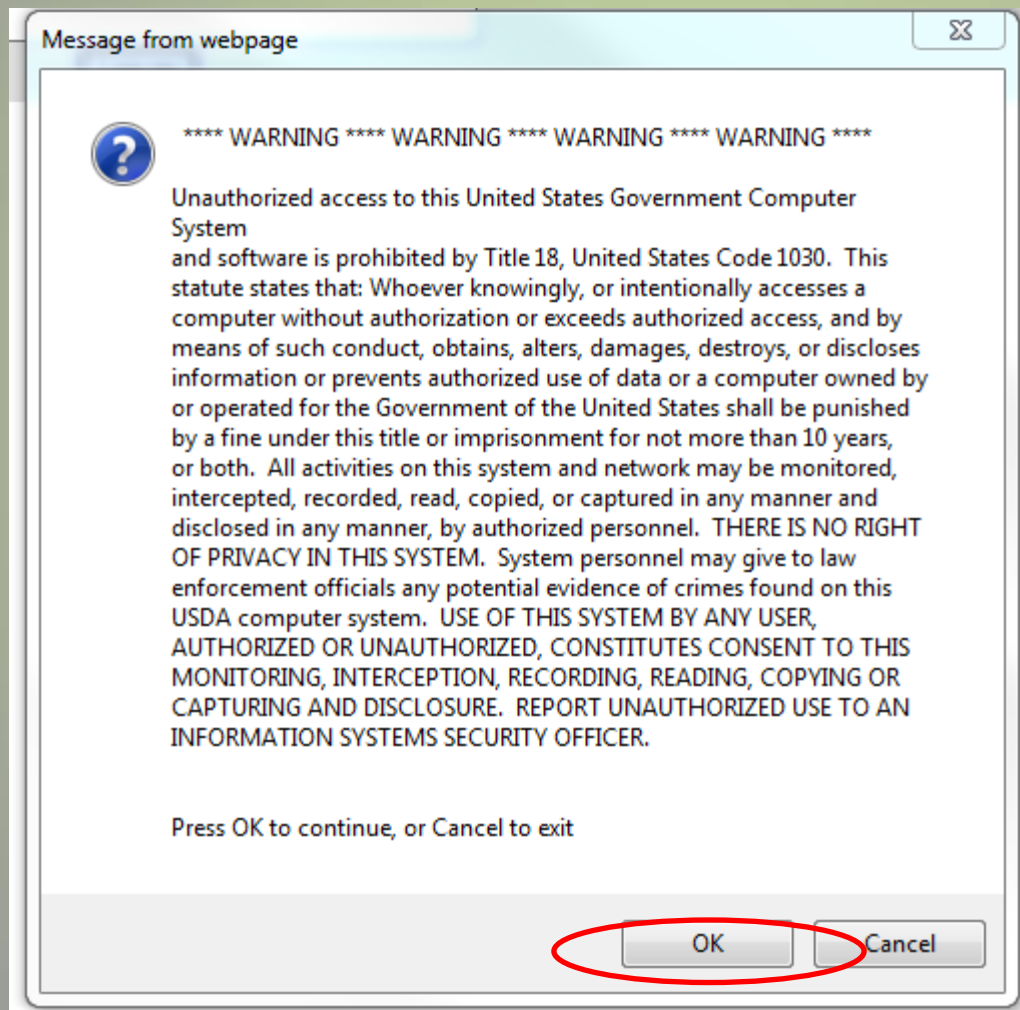 Message from webpage
**** WARNING **** WARNING **** WARNING **** WARNING ****
Unauthorized access to this United States Government Computer
System
and software is prohibited by Title 18, United States Code 1030.  This
statute states that: Whoever knowingly, or intentionally accesses a
computer without authorization or exceeds authorized access, and by
means of such conduct, obtains, alters, damages, destroys, or discloses
information or prevents authorized use of data or a computer owned by
or operated for the Government of the United States shall be punished
by a fine under this title or imprisonment for not more than 10 years,
or both.  All activities on this system and network may be monitored,
intercepted, recorded, read, copied, or captured in any manner and
disclosed in any manner, by authorized personnel.  THERE IS NO RIGHT
OF PRIVACY IN THIS SYSTEM.  System personnel may give to law
enforcement officials any potential evidence of crimes found on this
USDA computer system.  USE OF THIS SYSTEM BY ANY USER,
AUTHORIZED OR UNAUTHORIZED, CONSTITUTES CONSENT TO THIS
MONITORING, INTERCEPTION, RECORDING, READING, COPYING OR
CAPTURING AND DISCLOSURE.  REPORT UNAUTHORIZED USE TO AN
INFORMATION SYSTEMS SECURITY OFFICER.
Press OK to continue, or Cancel to exit
OK Cancel